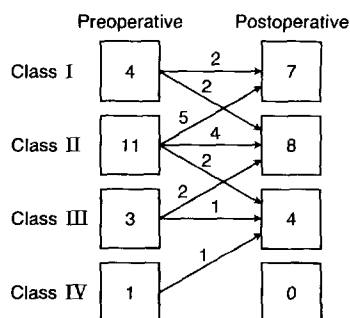 Preoperative Postoperative
Class I 4 2 7
2
5
Class II 11 4 8
2
2
Class III 3 1 4
1
Class IV 1 0